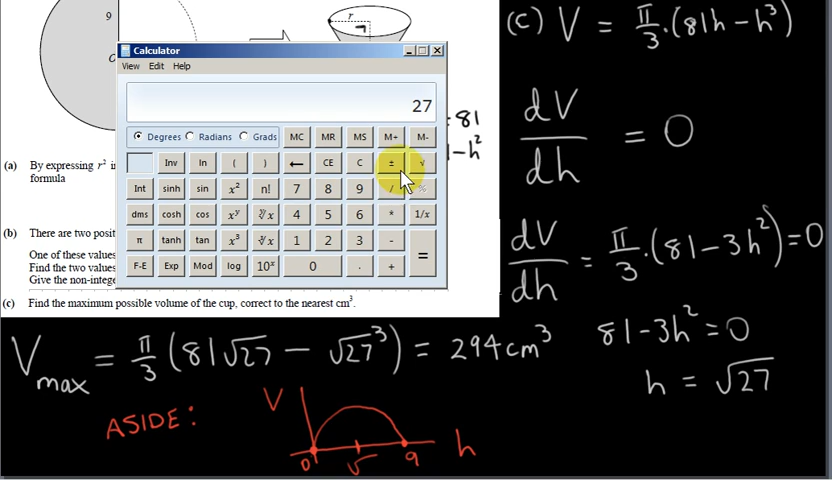 9
r
(c) V = π/3 · (81h – h³)
Calculator
View Edit Help
27
= 81
– h²
dV/dh = 0
Degrees Radians Grads MC MR MS M+ M-
Inv ln ( ) ← CE C ± √
Int sinh sin x² n! 7 8 9 / %
dms cosh cos xʸ ʸ√x 4 5 6 * 1/x
π tanh tan x³ ³√x 1 2 3 - =
F-E Exp Mod log 10ˣ 0 . +
(a) By expressing r² i
formula
(b) There are two posit
One of these values
Find the two values
Give the non-intege
(c) Find the maximum possible volume of the cup, correct to the nearest cm³.
dV/dh = π/3 · (81 – 3h²) = 0
81 – 3h² = 0
h = √27
Vmax = π/3 (81√27 – √27³) = 294 cm³
ASIDE:
V
0 √ 9 h